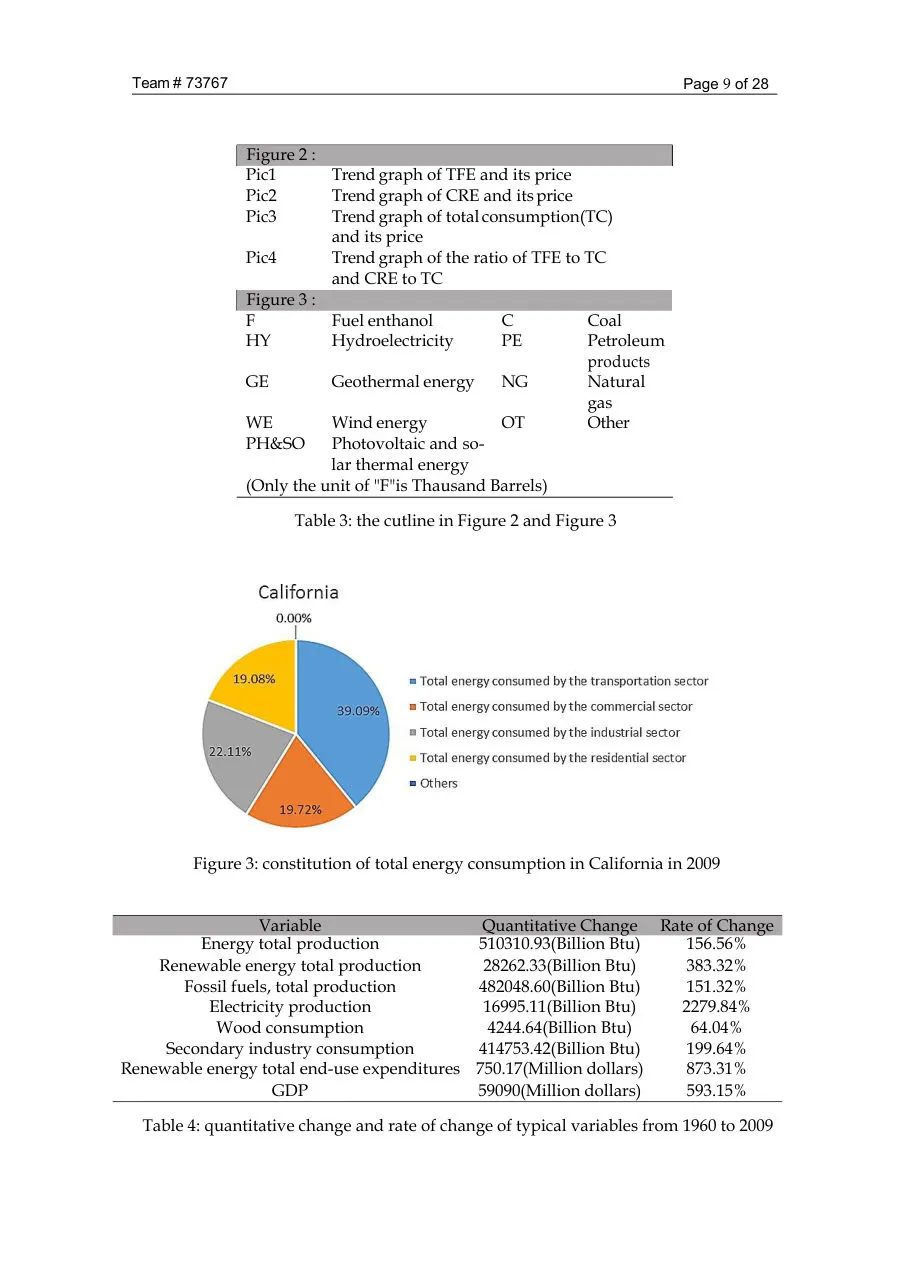 Team # 73767 Page 9 of 28
Figure 2 :
Pic1 Trend graph of TFE and its price
Pic2 Trend graph of CRE and its price
Pic3 Trend graph of total consumption(TC)
and its price
Pic4 Trend graph of the ratio of TFE to TC
and CRE to TC
Figure 3 :
F Fuel enthanol C Coal
HY Hydroelectricity PE Petroleum
products
GE Geothermal energy NG Natural
gas
WE Wind energy OT Other
PH&SO Photovoltaic and so-
lar thermal energy
(Only the unit of "F"is Thausand Barrels)
Table 3: the cutline in Figure 2 and Figure 3
California
0.00%
19.08%
39.09%
22.11%
19.72%
Total energy consumed by the transportation sector
Total energy consumed by the commercial sector
Total energy consumed by the industrial sector
Total energy consumed by the residential sector
Others
Figure 3: constitution of total energy consumption in California in 2009
Variable Quantitative Change Rate of Change
Energy total production 510310.93(Billion Btu) 156.56%
Renewable energy total production 28262.33(Billion Btu) 383.32%
Fossil fuels, total production 482048.60(Billion Btu) 151.32%
Electricity production 16995.11(Billion Btu) 2279.84%
Wood consumption 4244.64(Billion Btu) 64.04%
Secondary industry consumption 414753.42(Billion Btu) 199.64%
Renewable energy total end-use expenditures 750.17(Million dollars) 873.31%
GDP 59090(Million dollars) 593.15%
Table 4: quantitative change and rate of change of typical variables from 1960 to 2009